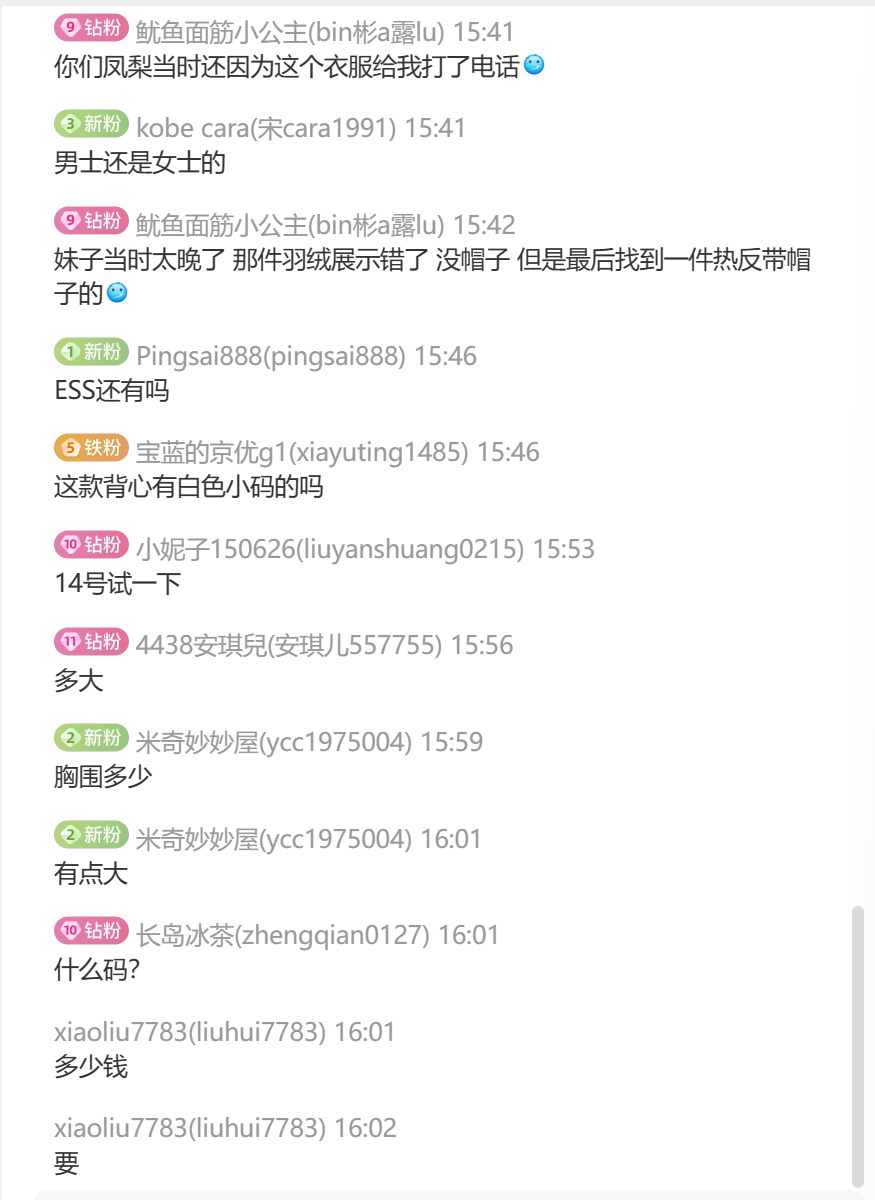 9 钻粉 鱿鱼面筋小公主(bin彬a露lu) 15:41
你们凤梨当时还因为这个衣服给我打了电话
3 新粉 kobe cara(宋cara1991) 15:41
男士还是女士的
9 钻粉 鱿鱼面筋小公主(bin彬a露lu) 15:42
妹子当时太晚了 那件羽绒展示错了 没帽子 但是最后找到一件热反带帽
子的
1 新粉 Pingsai888(pingsai888) 15:46
ESS还有吗
5 铁粉 宝蓝的京优g1(xiayuting1485) 15:46
这款背心有白色小码的吗
10 钻粉 小妮子150626(liuyanshuang0215) 15:53
14号试一下
11 钻粉 4438安琪兒(安琪儿557755) 15:56
多大
2 新粉 米奇妙妙屋(ycc1975004) 15:59
胸围多少
2 新粉 米奇妙妙屋(ycc1975004) 16:01
有点大
10 钻粉 长岛冰茶(zhengqian0127) 16:01
什么码?
xiaoliu7783(liuhui7783) 16:01
多少钱
xiaoliu7783(liuhui7783) 16:02
要